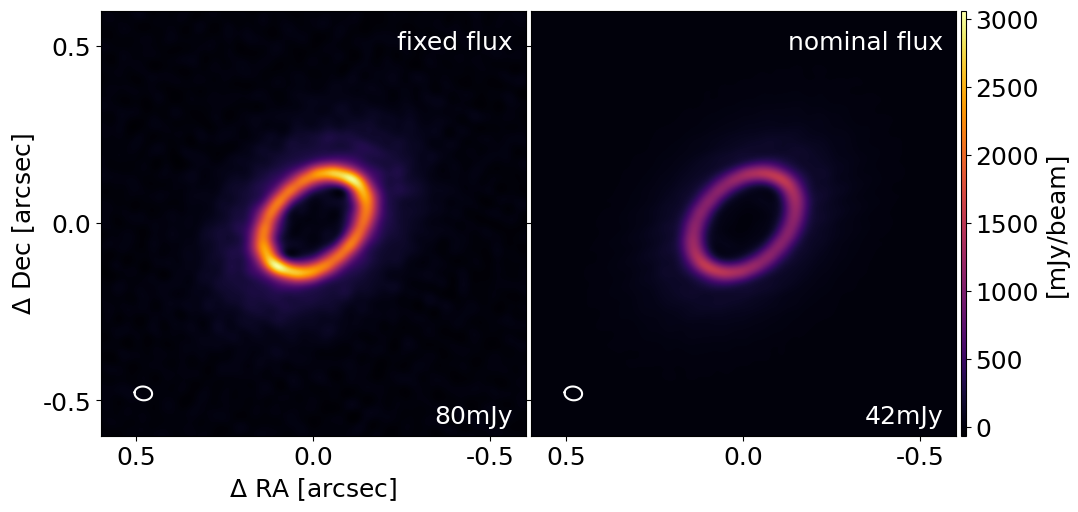 fixed flux
nominal flux
80mJy
42mJy
0.5
0.0
-0.5
Δ Dec [arcsec]
0.5
0.0
-0.5
Δ RA [arcsec]
0.5
0.0
-0.5
3000
2500
2000
1500
1000
500
0
[mJy/beam]